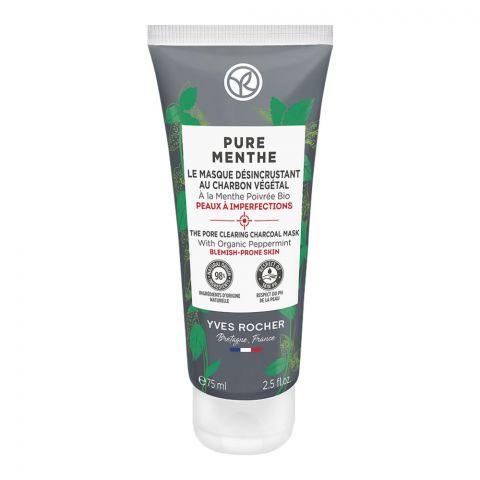 PURE
MENTHE
LE MASQUE DÉSINCRUSTANT
AU CHARBON VÉGÉTAL
À la Menthe Poivrée Bio
PEAUX À IMPERFECTIONS
THE PORE CLEARING CHARCOAL MASK
With Organic Peppermint
BLEMISH-PRONE SKIN
98%
INGRÉDIENTS D'ORIGINE
NATURELLE
RESPECT DU PH
DE LA PEAU
YVES ROCHER
Bretagne, France
℮75 ml
2.5 fl.oz.